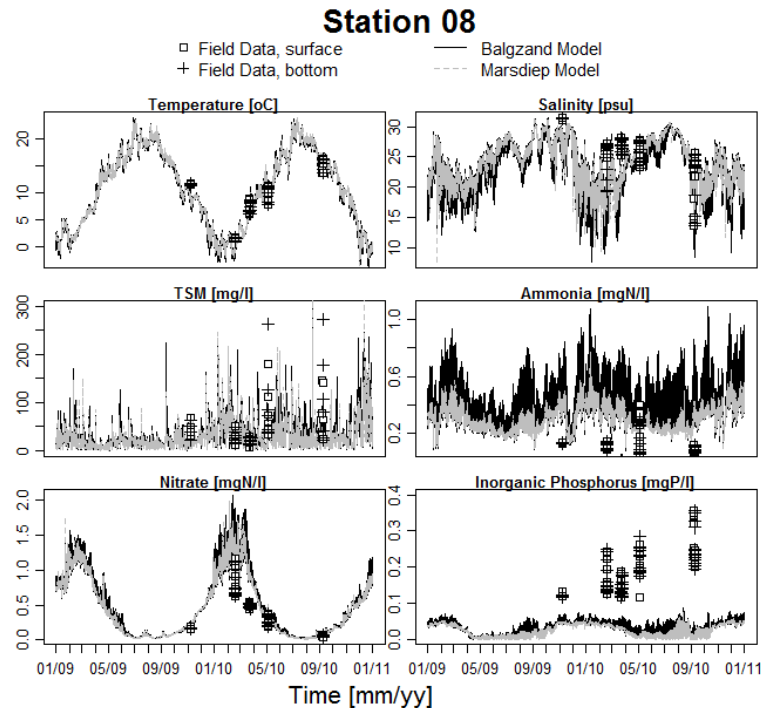 Station 08
Field Data, surface
Balgzand Model
Field Data, bottom
Marsdiep Model
Temperature [oC]
Salinity [psu]
0 5 10 15 20
10 15 20 25 30
TSM [mg/l]
Ammonia [mgN/l]
0 100 200 300
0.2 0.6 1.0
Nitrate [mgN/l]
Inorganic Phosphorus [mgP/l]
0.0 0.5 1.0 1.5 2.0
0.0 0.1 0.2 0.3 0.4
01/09 05/09 09/09 01/10 05/10 09/10 01/11
01/09 05/09 09/09 01/10 05/10 09/10 01/11
Time [mm/yy]